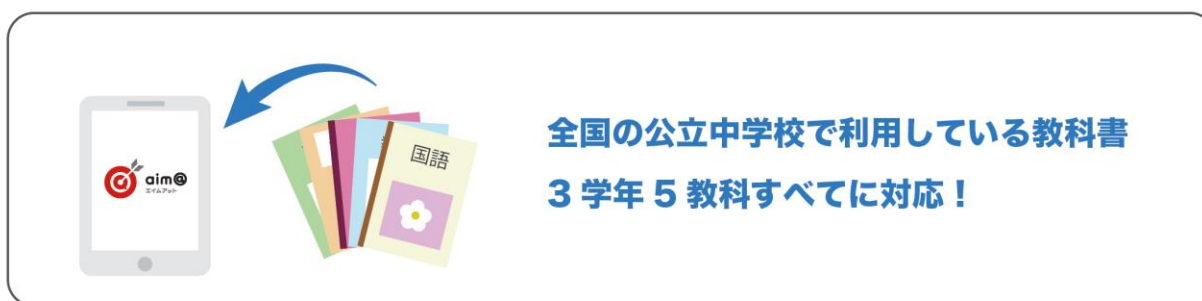 aim@
エイムアット
国語
全国の公立中学校で利用している教科書
3学年5教科すべてに対応！